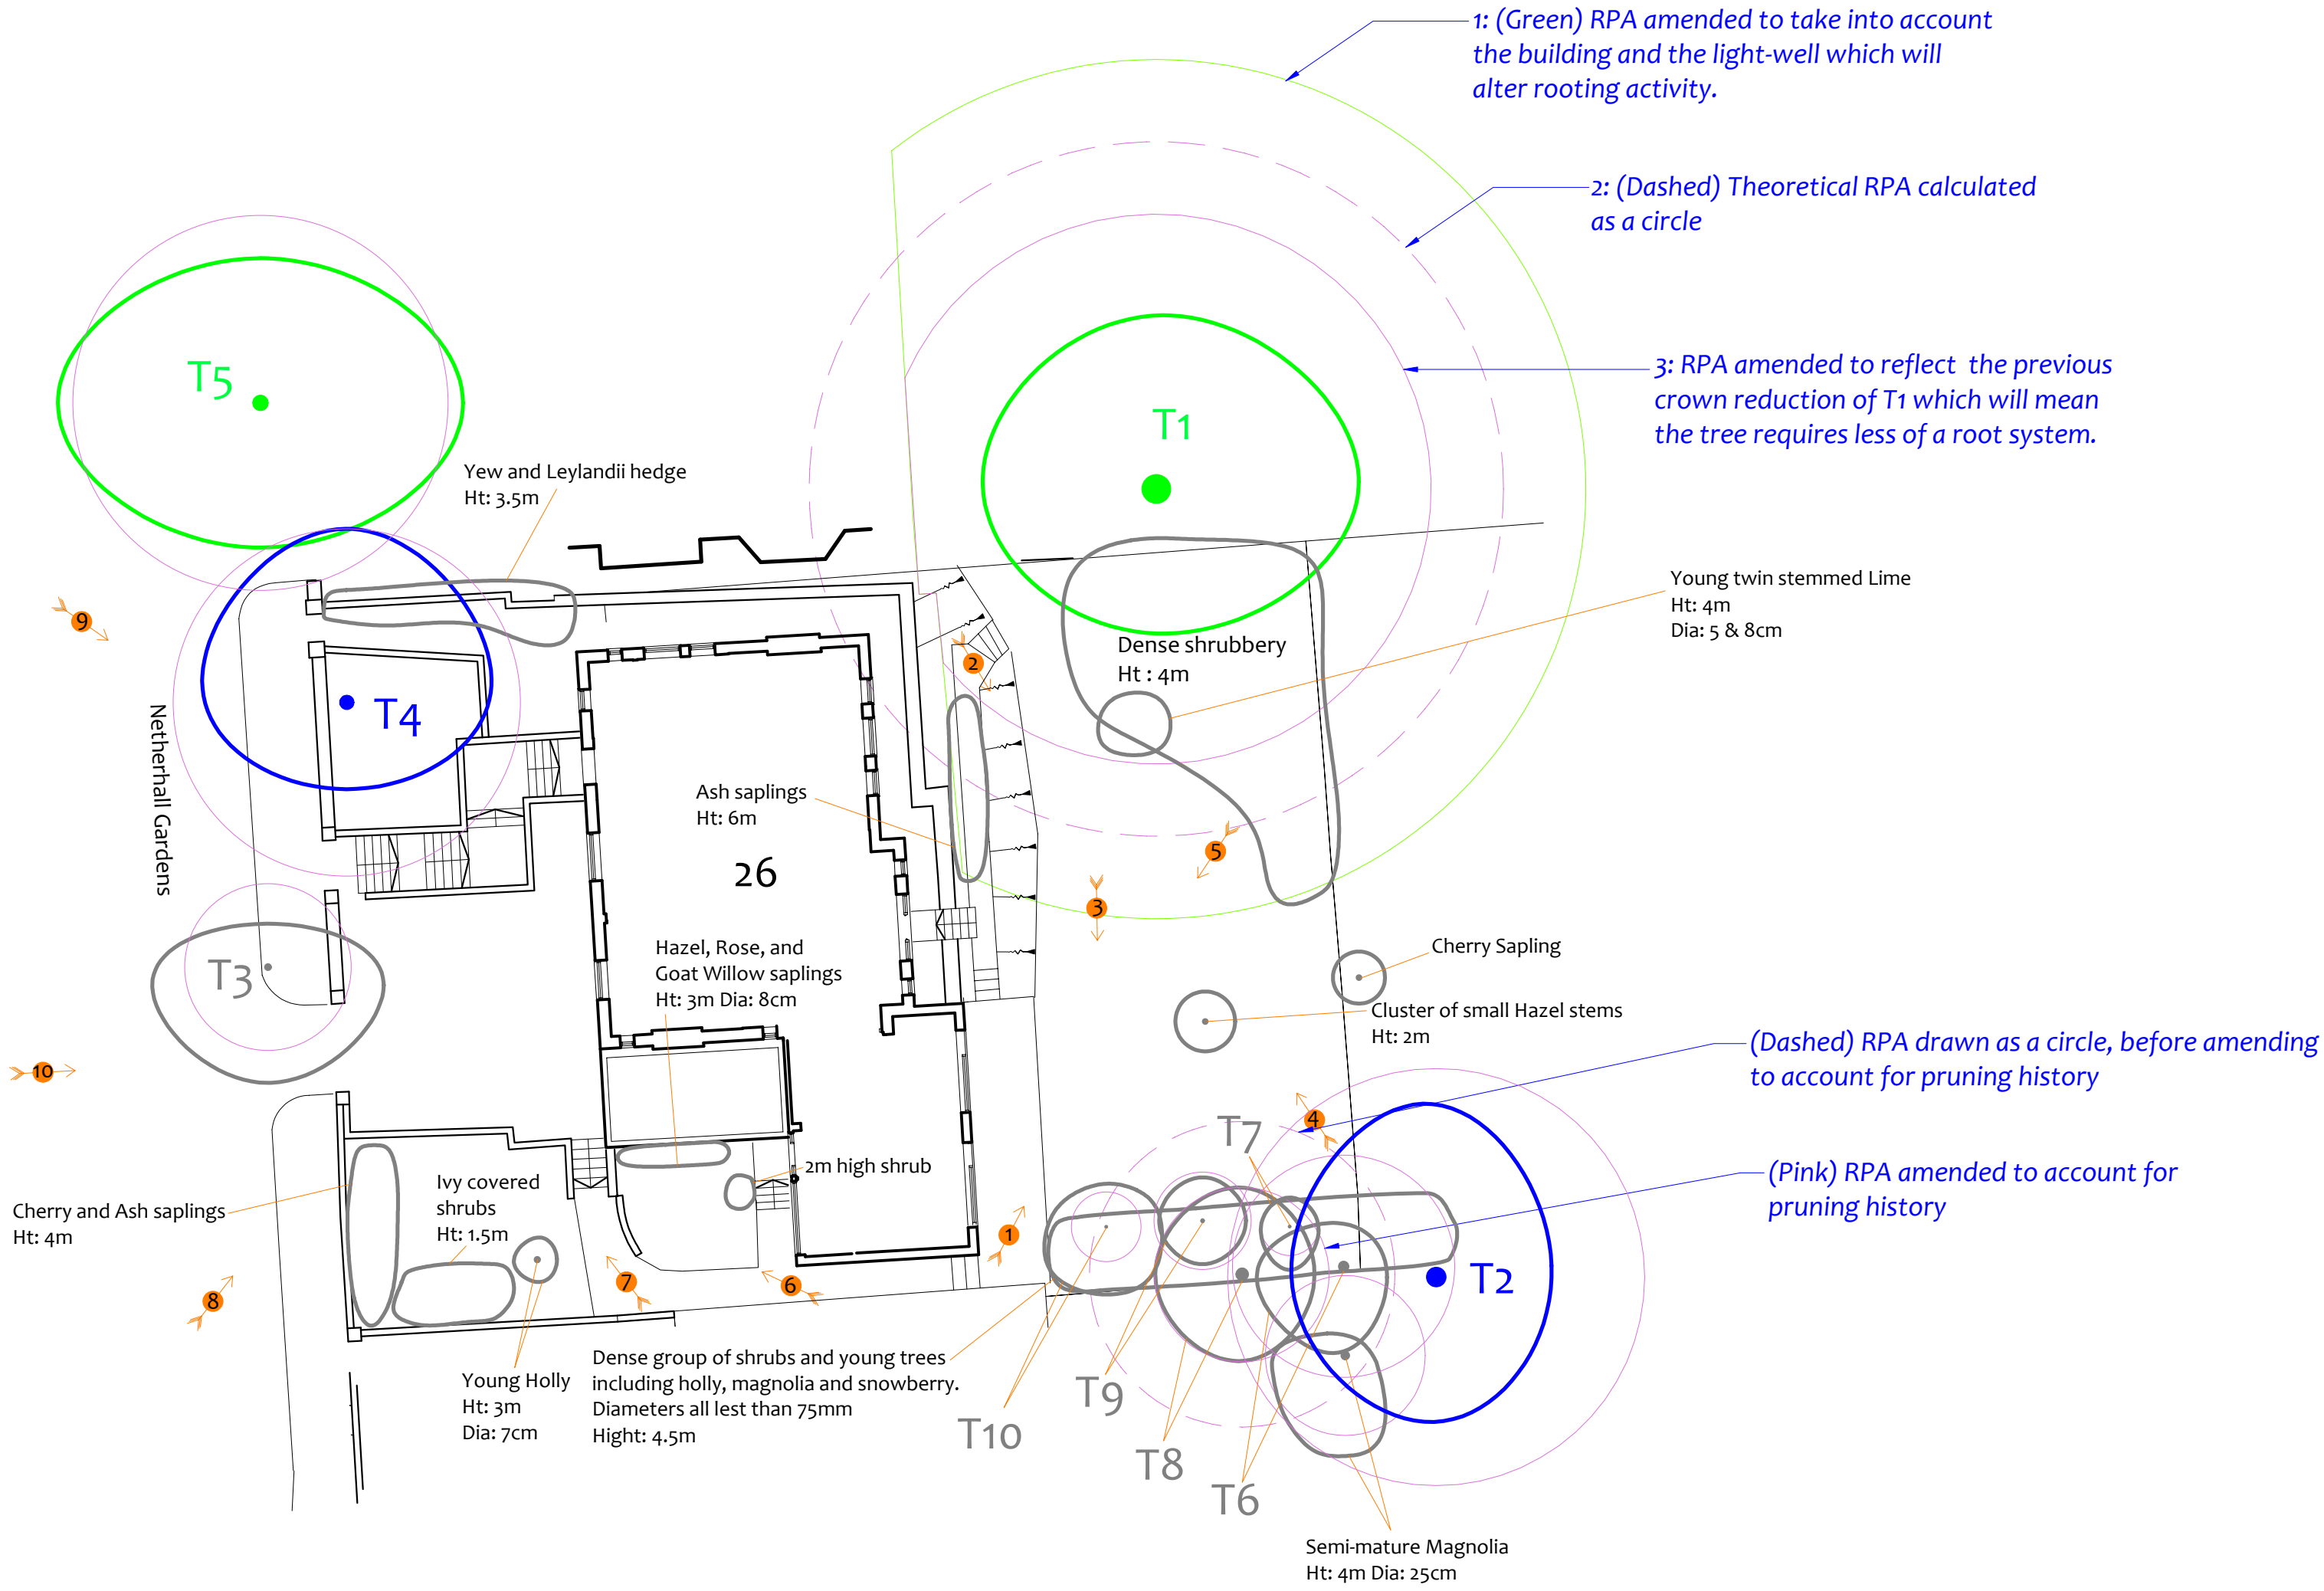 1: (Green) RPA amended to take into account
the building and the light-well which will
alter rooting activity.
2: (Dashed) Theoretical RPA calculated
as a circle
3: RPA amended to reflect the previous
crown reduction of T1 which will mean
the tree requires less of a root system.
T5
T1
Yew and Leylandii hedge
Ht: 3.5m
Young twin stemmed Lime
Ht: 4m
Dia: 5 & 8cm
9
2
Dense shrubbery
Ht : 4m
T4
Netherhall Gardens
Ash saplings
Ht: 6m
5
26
3
Hazel, Rose, and
Goat Willow saplings
Ht: 3m Dia: 8cm
Cherry Sapling
T3
Cluster of small Hazel stems
Ht: 2m
10
(Dashed) RPA drawn as a circle, before amending
to account for pruning history
T7
4
2m high shrub
(Pink) RPA amended to account for
pruning history
Ivy covered
shrubs
Ht: 1.5m
Cherry and Ash saplings
Ht: 4m
1
T2
7
6
8
Dense group of shrubs and young trees
including holly, magnolia and snowberry.
Diameters all lest than 75mm
Hight: 4.5m
Young Holly
Ht: 3m
Dia: 7cm
T9
T10
T8
T6
Semi-mature Magnolia
Ht: 4m Dia: 25cm